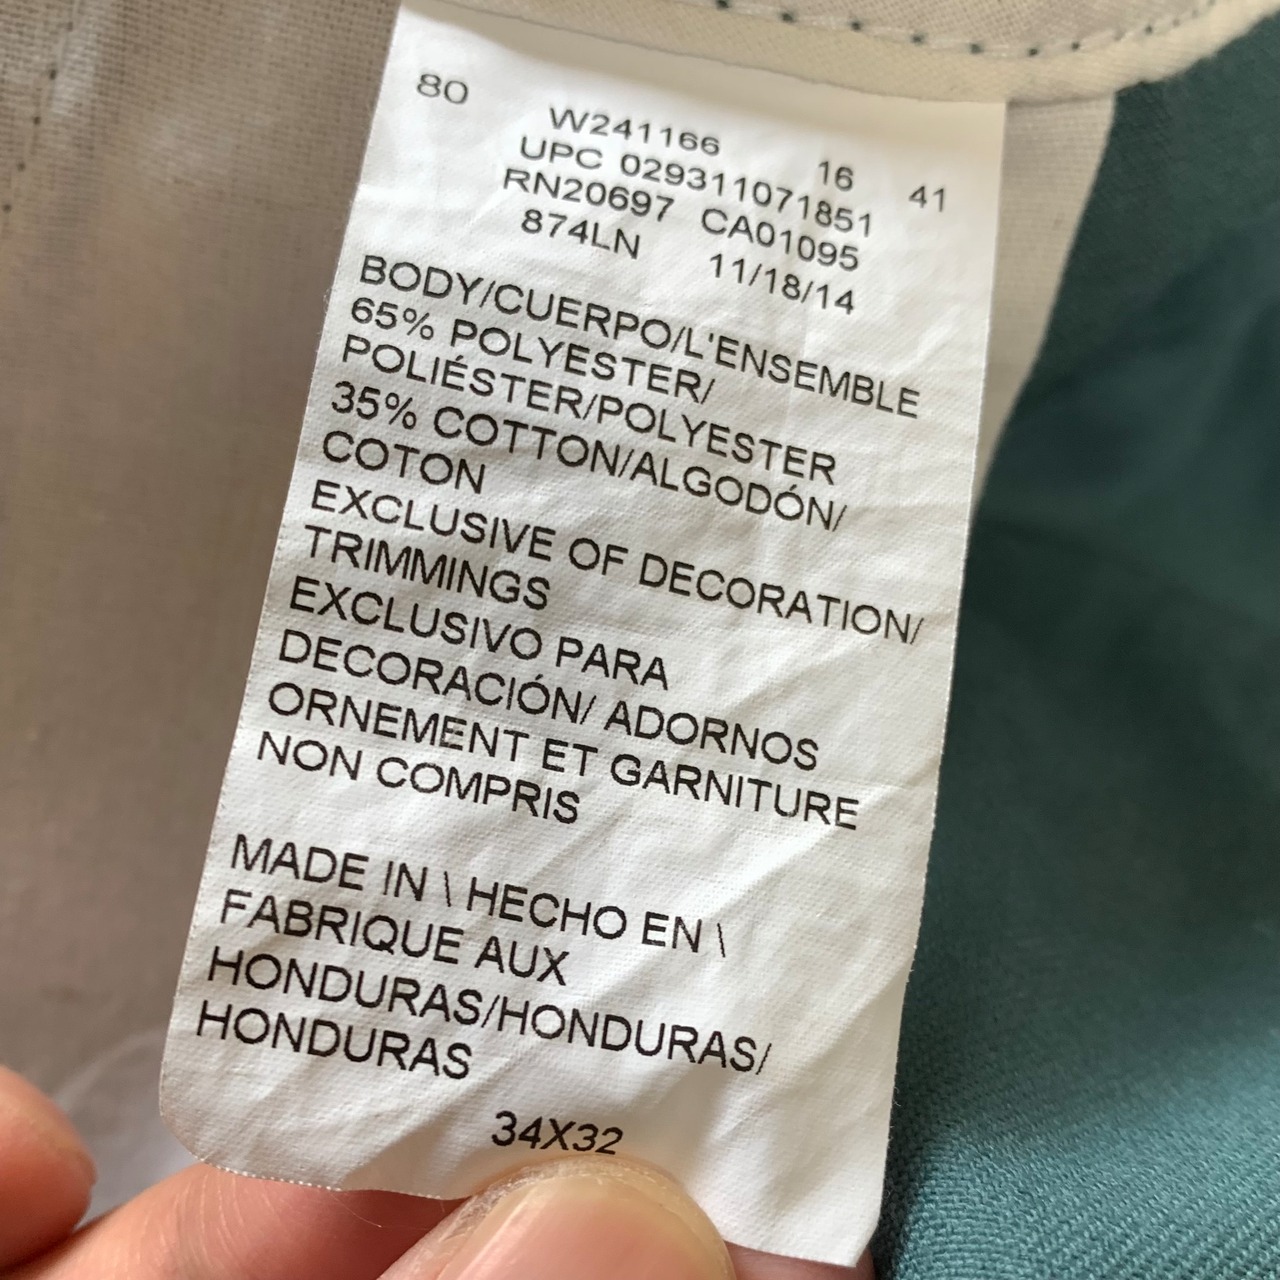 80 W241166 16 41
UPC 029311071851
RN20697 CA01095
874LN 11/18/14
BODY/CUERPO/L'ENSEMBLE
65% POLYESTER/
POLIÉSTER/POLYESTER
35% COTTON/ALGODÓN/
COTON
EXCLUSIVE OF DECORATION/
TRIMMINGS
EXCLUSIVO PARA
DECORACIÓN/ ADORNOS
ORNEMENT ET GARNITURE
NON COMPRIS
MADE IN \ HECHO EN \
FABRIQUE AUX
HONDURAS/HONDURAS/
HONDURAS
34X32